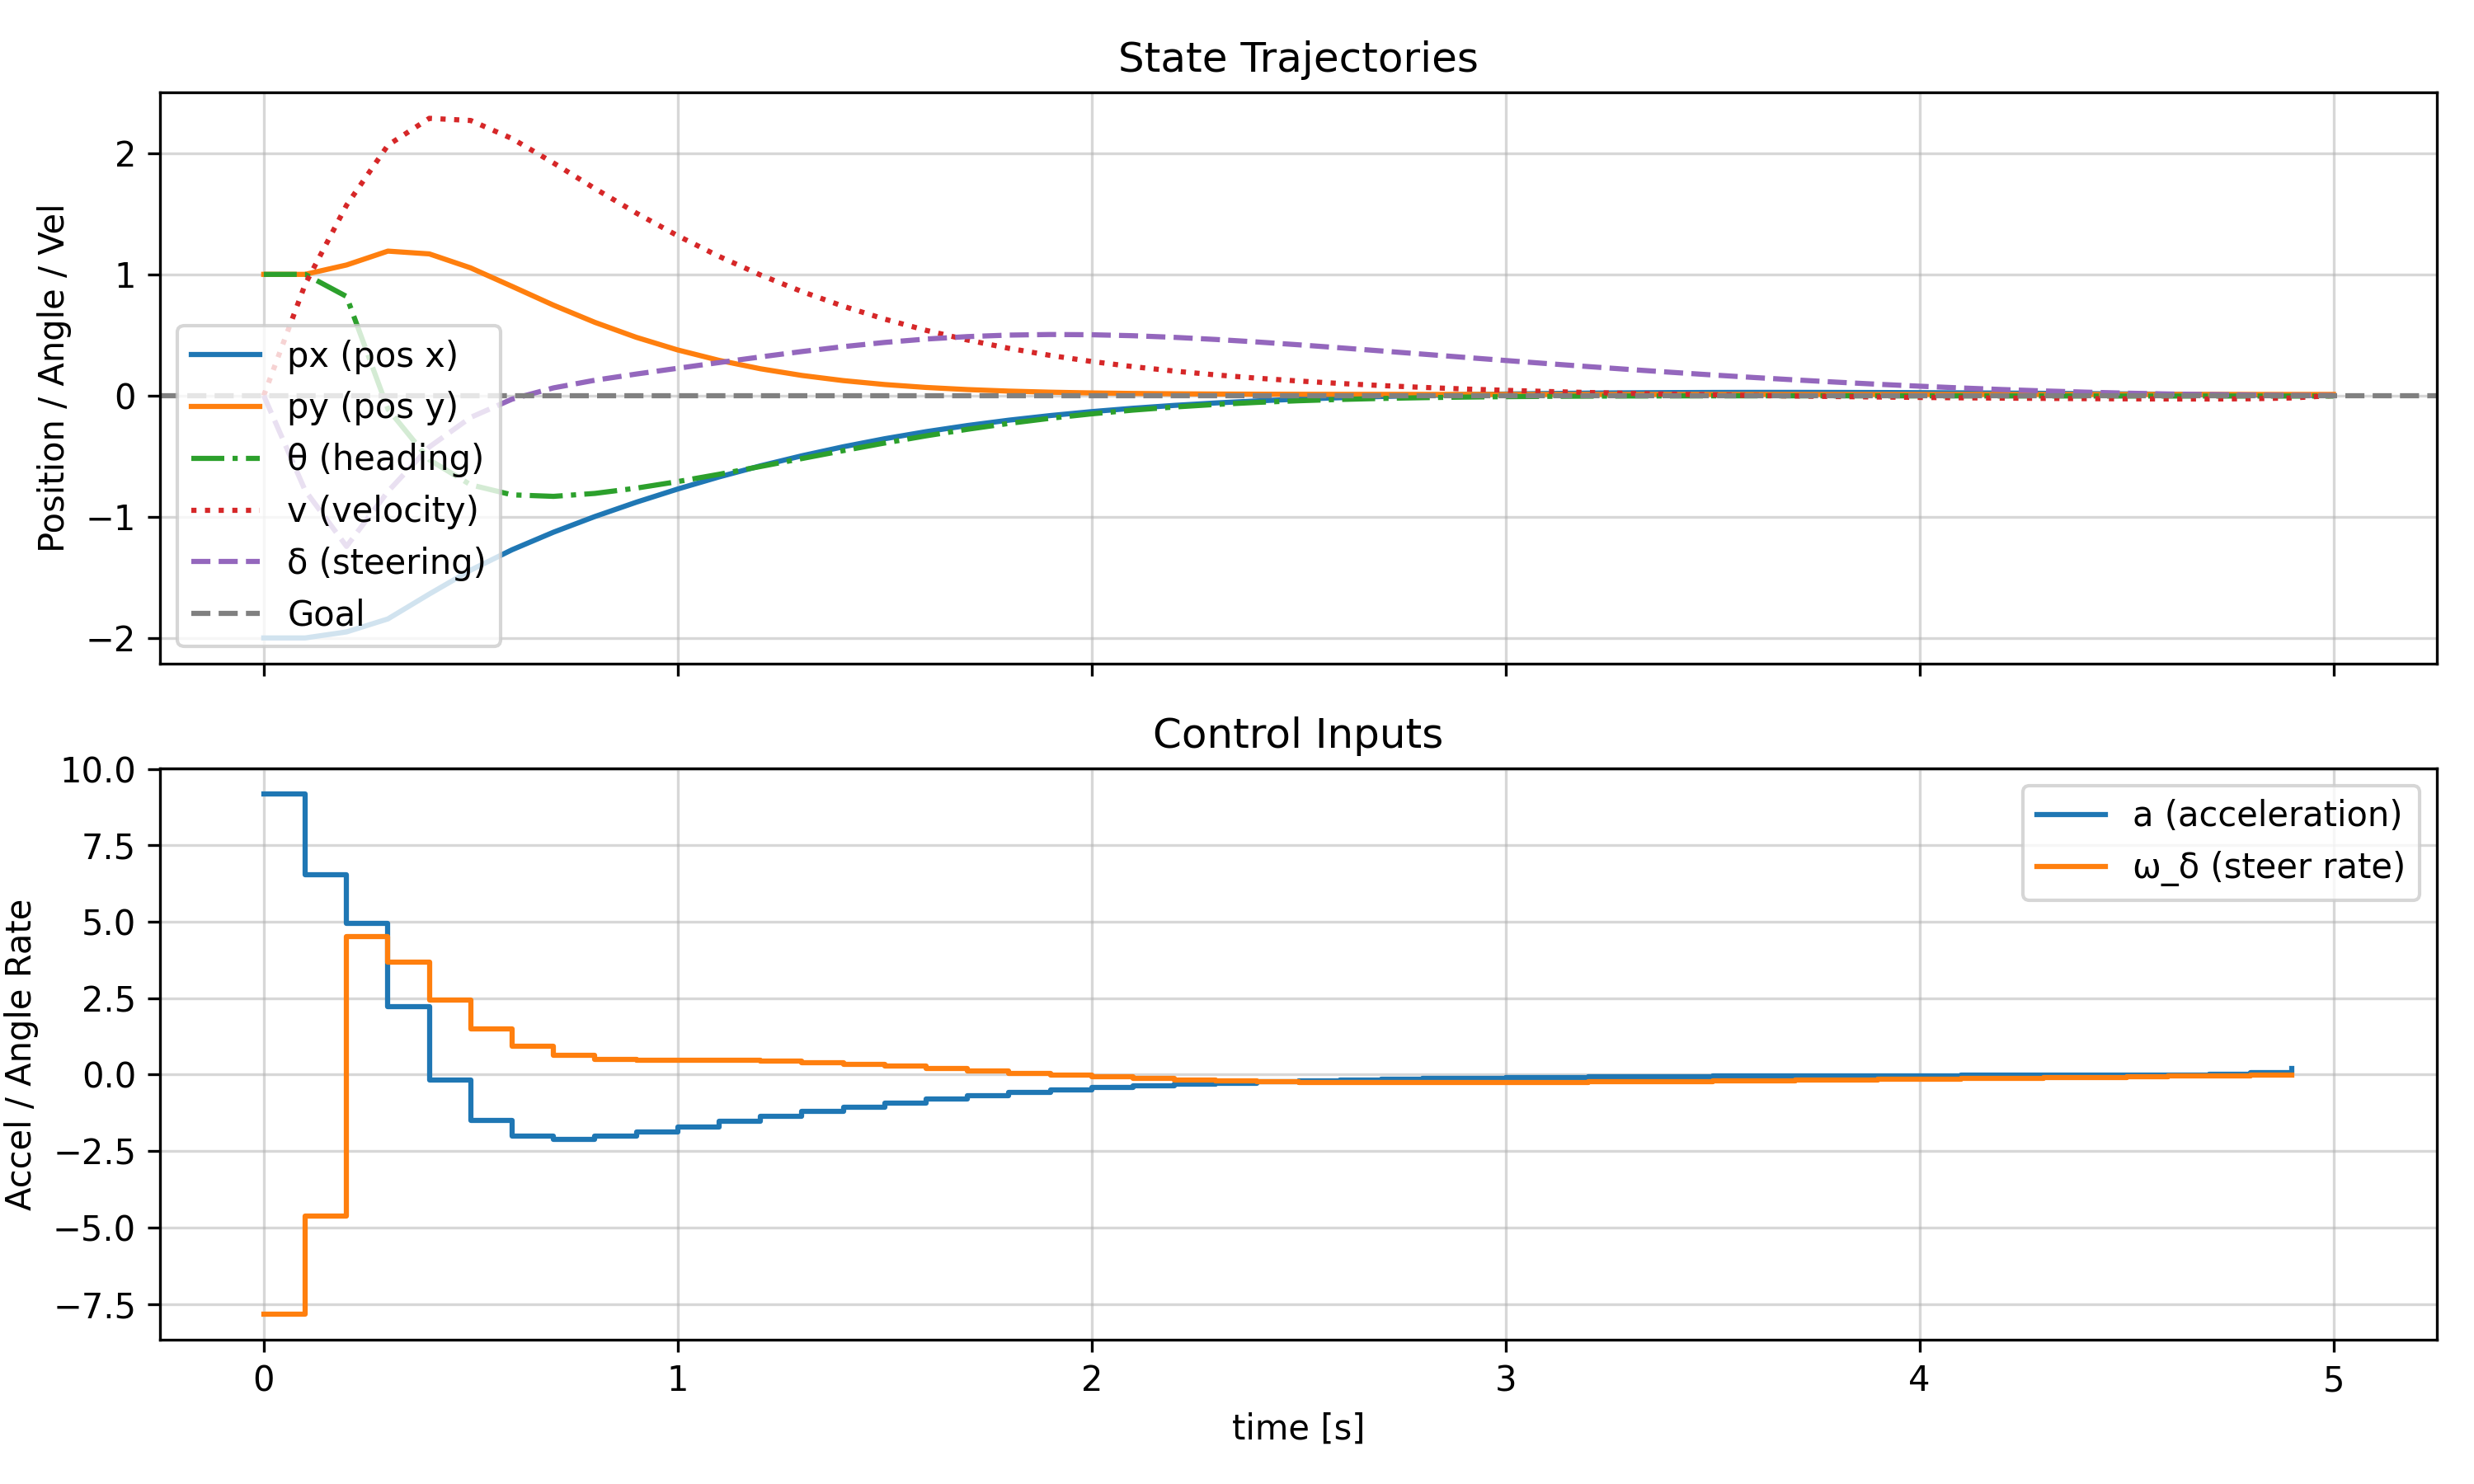 State Trajectories
Position / Angle / Vel
2
1
0
−1
−2
px (pos x)
py (pos y)
θ (heading)
v (velocity)
δ (steering)
Goal
Control Inputs
Accel / Angle Rate
10.0
7.5
5.0
2.5
0.0
−2.5
−5.0
−7.5
a (acceleration)
ω_δ (steer rate)
0 1 2 3 4 5
time [s]